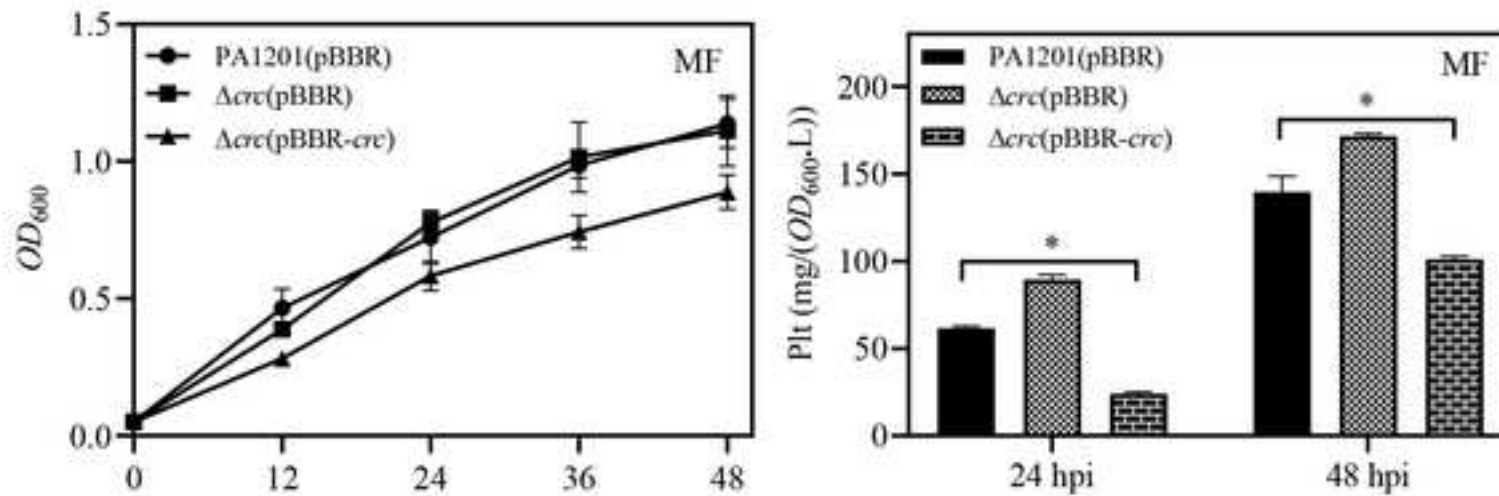 1.5
1.0
0.5
0.0
OD600
PA1201(pBBR)
Δcrc(pBBR)
Δcrc(pBBR-crc)
MF
0 12 24 36 48
200
150
100
50
0
Plt (mg/(OD600·L))
PA1201(pBBR)
Δcrc(pBBR)
Δcrc(pBBR-crc)
MF
*
*
24 hpi 48 hpi